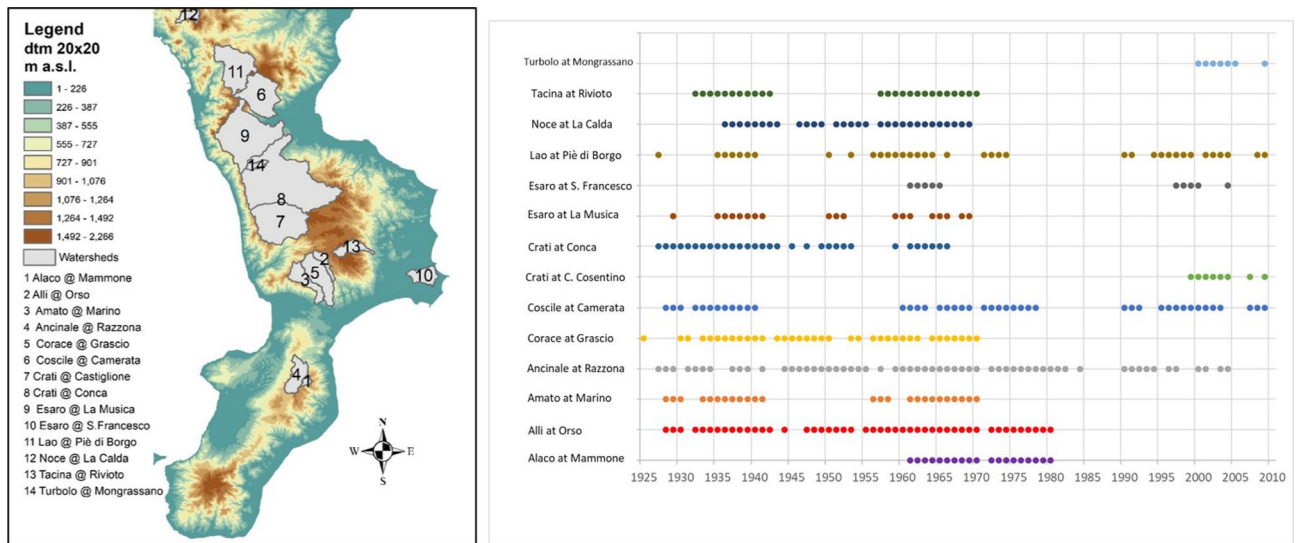 Legend
dtm 20x20
m a.s.l.
1 - 226
226 - 387
387 - 555
555 - 727
727 - 901
901 - 1,076
1,076 - 1,264
1,264 - 1,492
1,492 - 2,266
Watersheds
1 Alaco @ Mammone
2 Alli @ Orso
3 Amato @ Marino
4 Ancinale @ Razzona
5 Corace @ Grascio
6 Coscile @ Camerata
7 Crati @ Castiglione
8 Crati @ Conca
9 Esaro @ La Musica
10 Esaro @ S.Francesco
11 Lao @ Piè di Borgo
12 Noce @ La Calda
13 Tacina @ Rivioto
14 Turbolo @ Mongrassano
12
11
6
9
14
8
7
13
2
5
3
10
4
1
N
W E
S
Turbolo at Mongrassano
Tacina at Rivioto
Noce at La Calda
Lao at Piè di Borgo
Esaro at S. Francesco
Esaro at La Musica
Crati at Conca
Crati at C. Cosentino
Coscile at Camerata
Corace at Grascio
Ancinale at Razzona
Amato at Marino
Alli at Orso
Alaco at Mammone
1925 1930 1935 1940 1945 1950 1955 1960 1965 1970 1975 1980 1985 1990 1995 2000 2005 2010